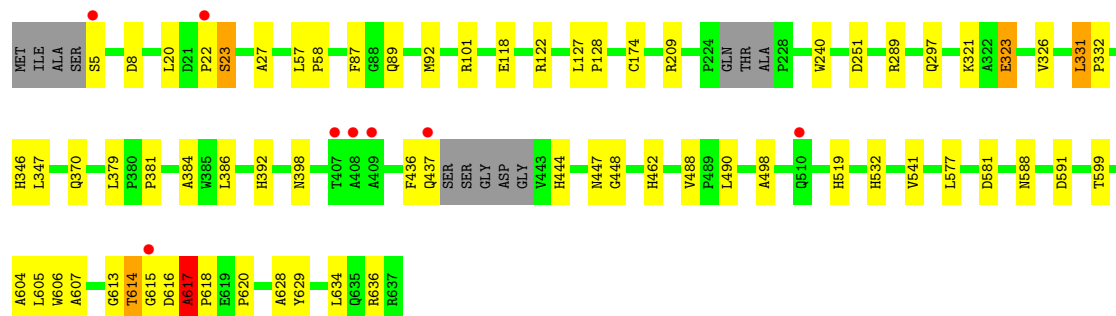 MET ILE ALA SER S5 D8 L20 D21 P22 S23 A27 L57 P58 F87 G88 Q89 M92 R101 E118 R122 L127 P128 C174 R209 P224 GLN THR ALA P228 W240 D251 R289 Q297 K321 A322 E323 V326 L331 P332
H346 L347 Q370 L379 P380 P381 A384 W385 L386 H392 N398 T407 A408 A409 F436 Q437 SER SER GLY ASP GLY V443 H444 N447 G448 H462 V488 P489 L490 A498 Q510 H519 H532 V541 L577 D581 N588 D591 T599
A604 L605 W606 A607 G613 T614 G615 D616 A617 P618 E619 P620 A628 Y629 L634 Q635 R636 R637